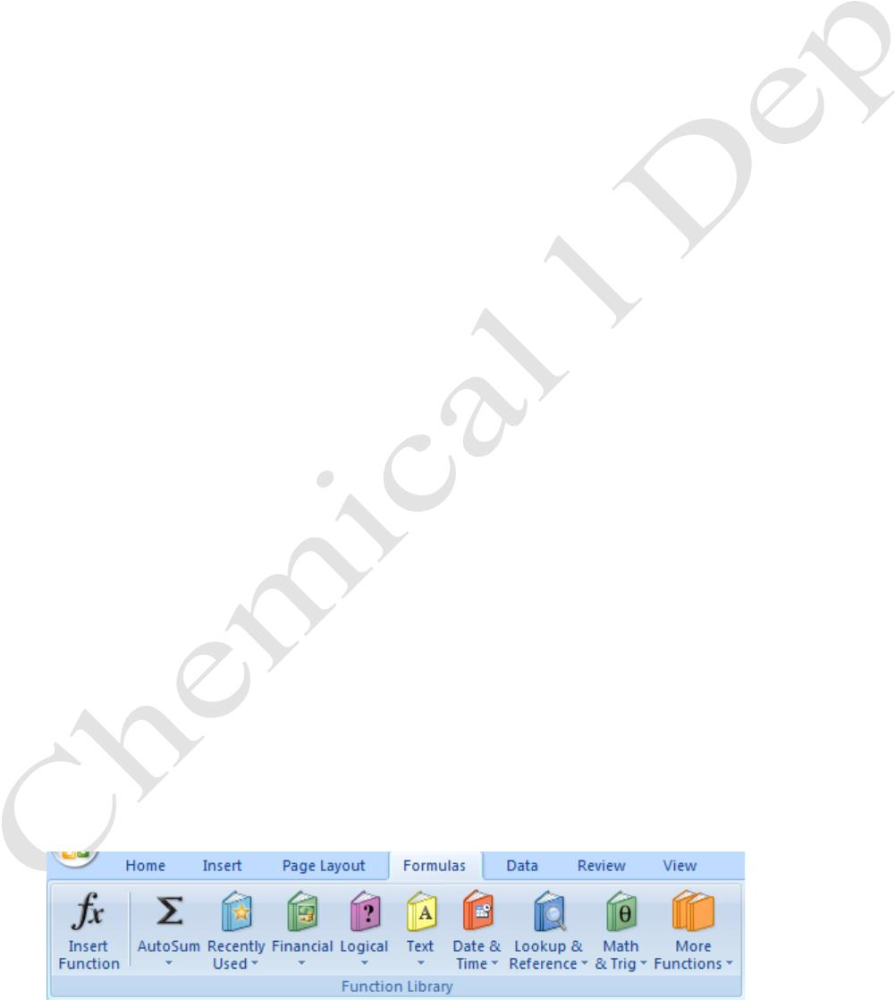 Chemical l Dep
Home Insert Page Layout Formulas Data Review View
fx Σ ? A θ
Insert Function AutoSum Recently Used Financial Logical Text Date & Time Lookup & Reference Math & Trig More Functions
Function Library